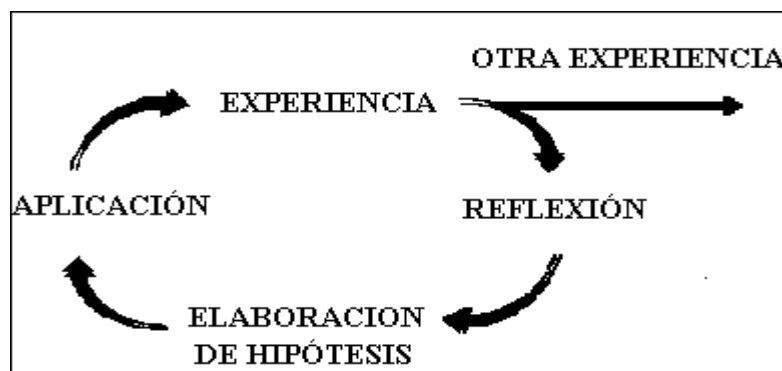 OTRA EXPERIENCIA
EXPERIENCIA
APLICACIÓN
REFLEXIÓN
ELABORACION
DE HIPÓTESIS